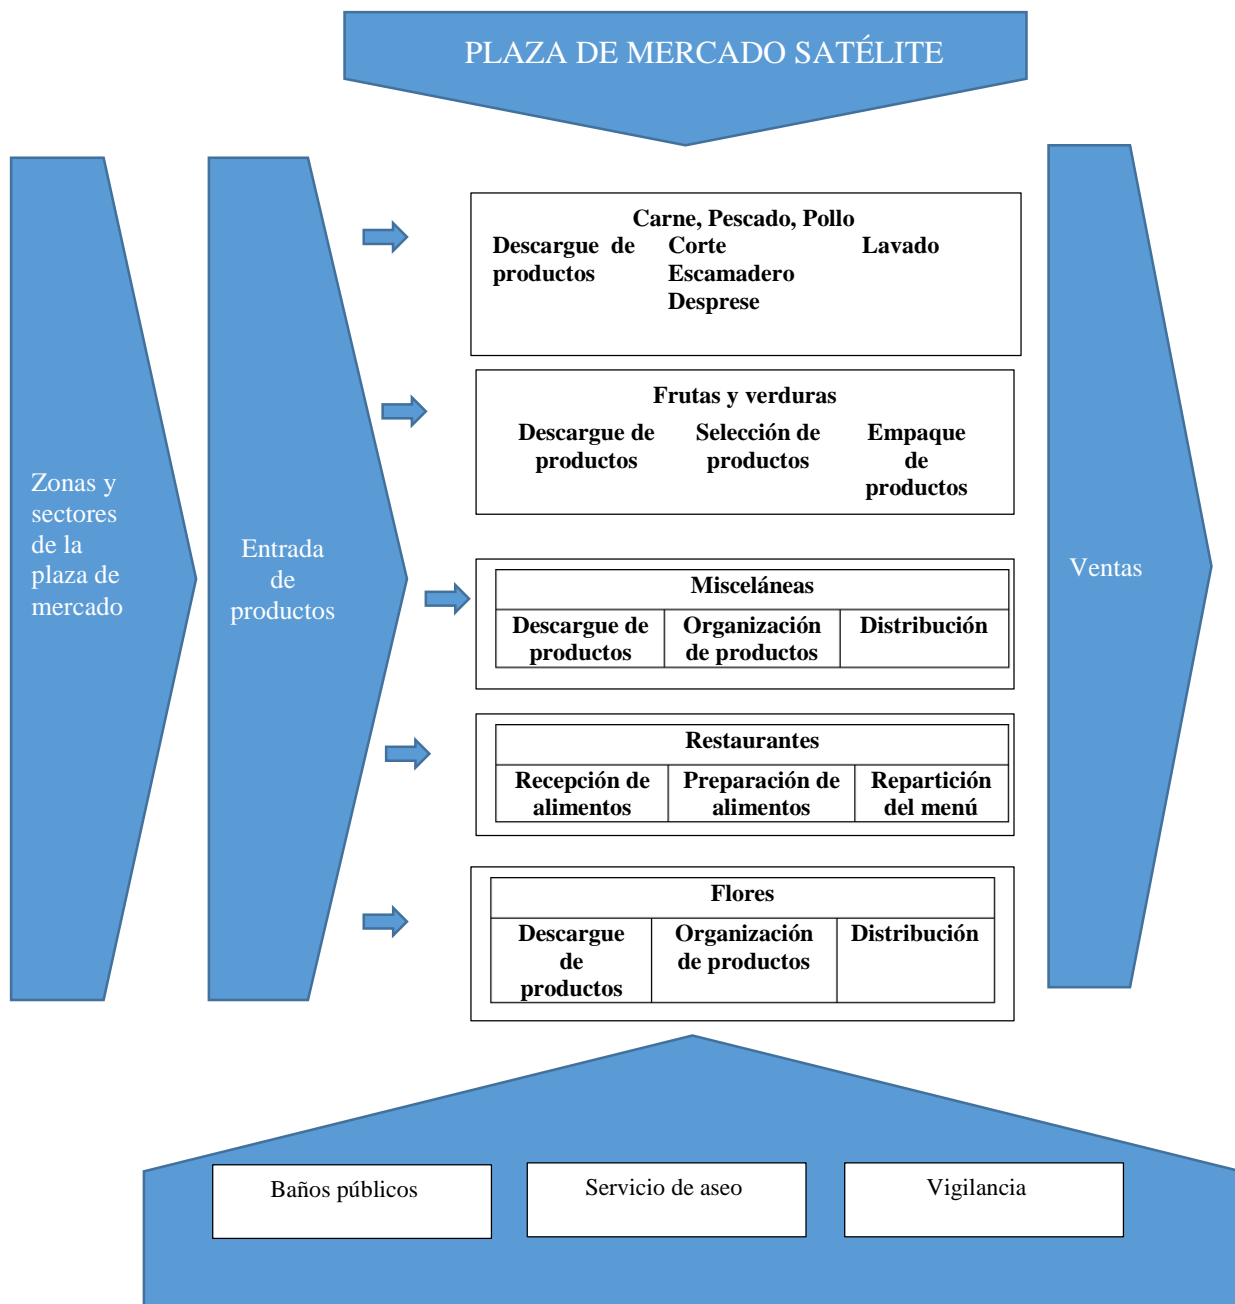 PLAZA DE MERCADO SATÉLITE
Zonas y
sectores
de la
plaza de
mercado
Entrada
de
productos
Carne, Pescado, Pollo
Descargue de
productos
Corte
Escamadero
Desprese
Lavado
Frutas y verduras
Descargue de
productos
Selección de
productos
Empaque
de
productos
Misceláneas
Descargue de
productos
Organización
de productos
Distribución
Restaurantes
Recepción de
alimentos
Preparación de
alimentos
Repartición
del menú
Flores
Descargue
de
productos
Organización
de productos
Distribución
Ventas
Baños públicos
Servicio de aseo
Vigilancia